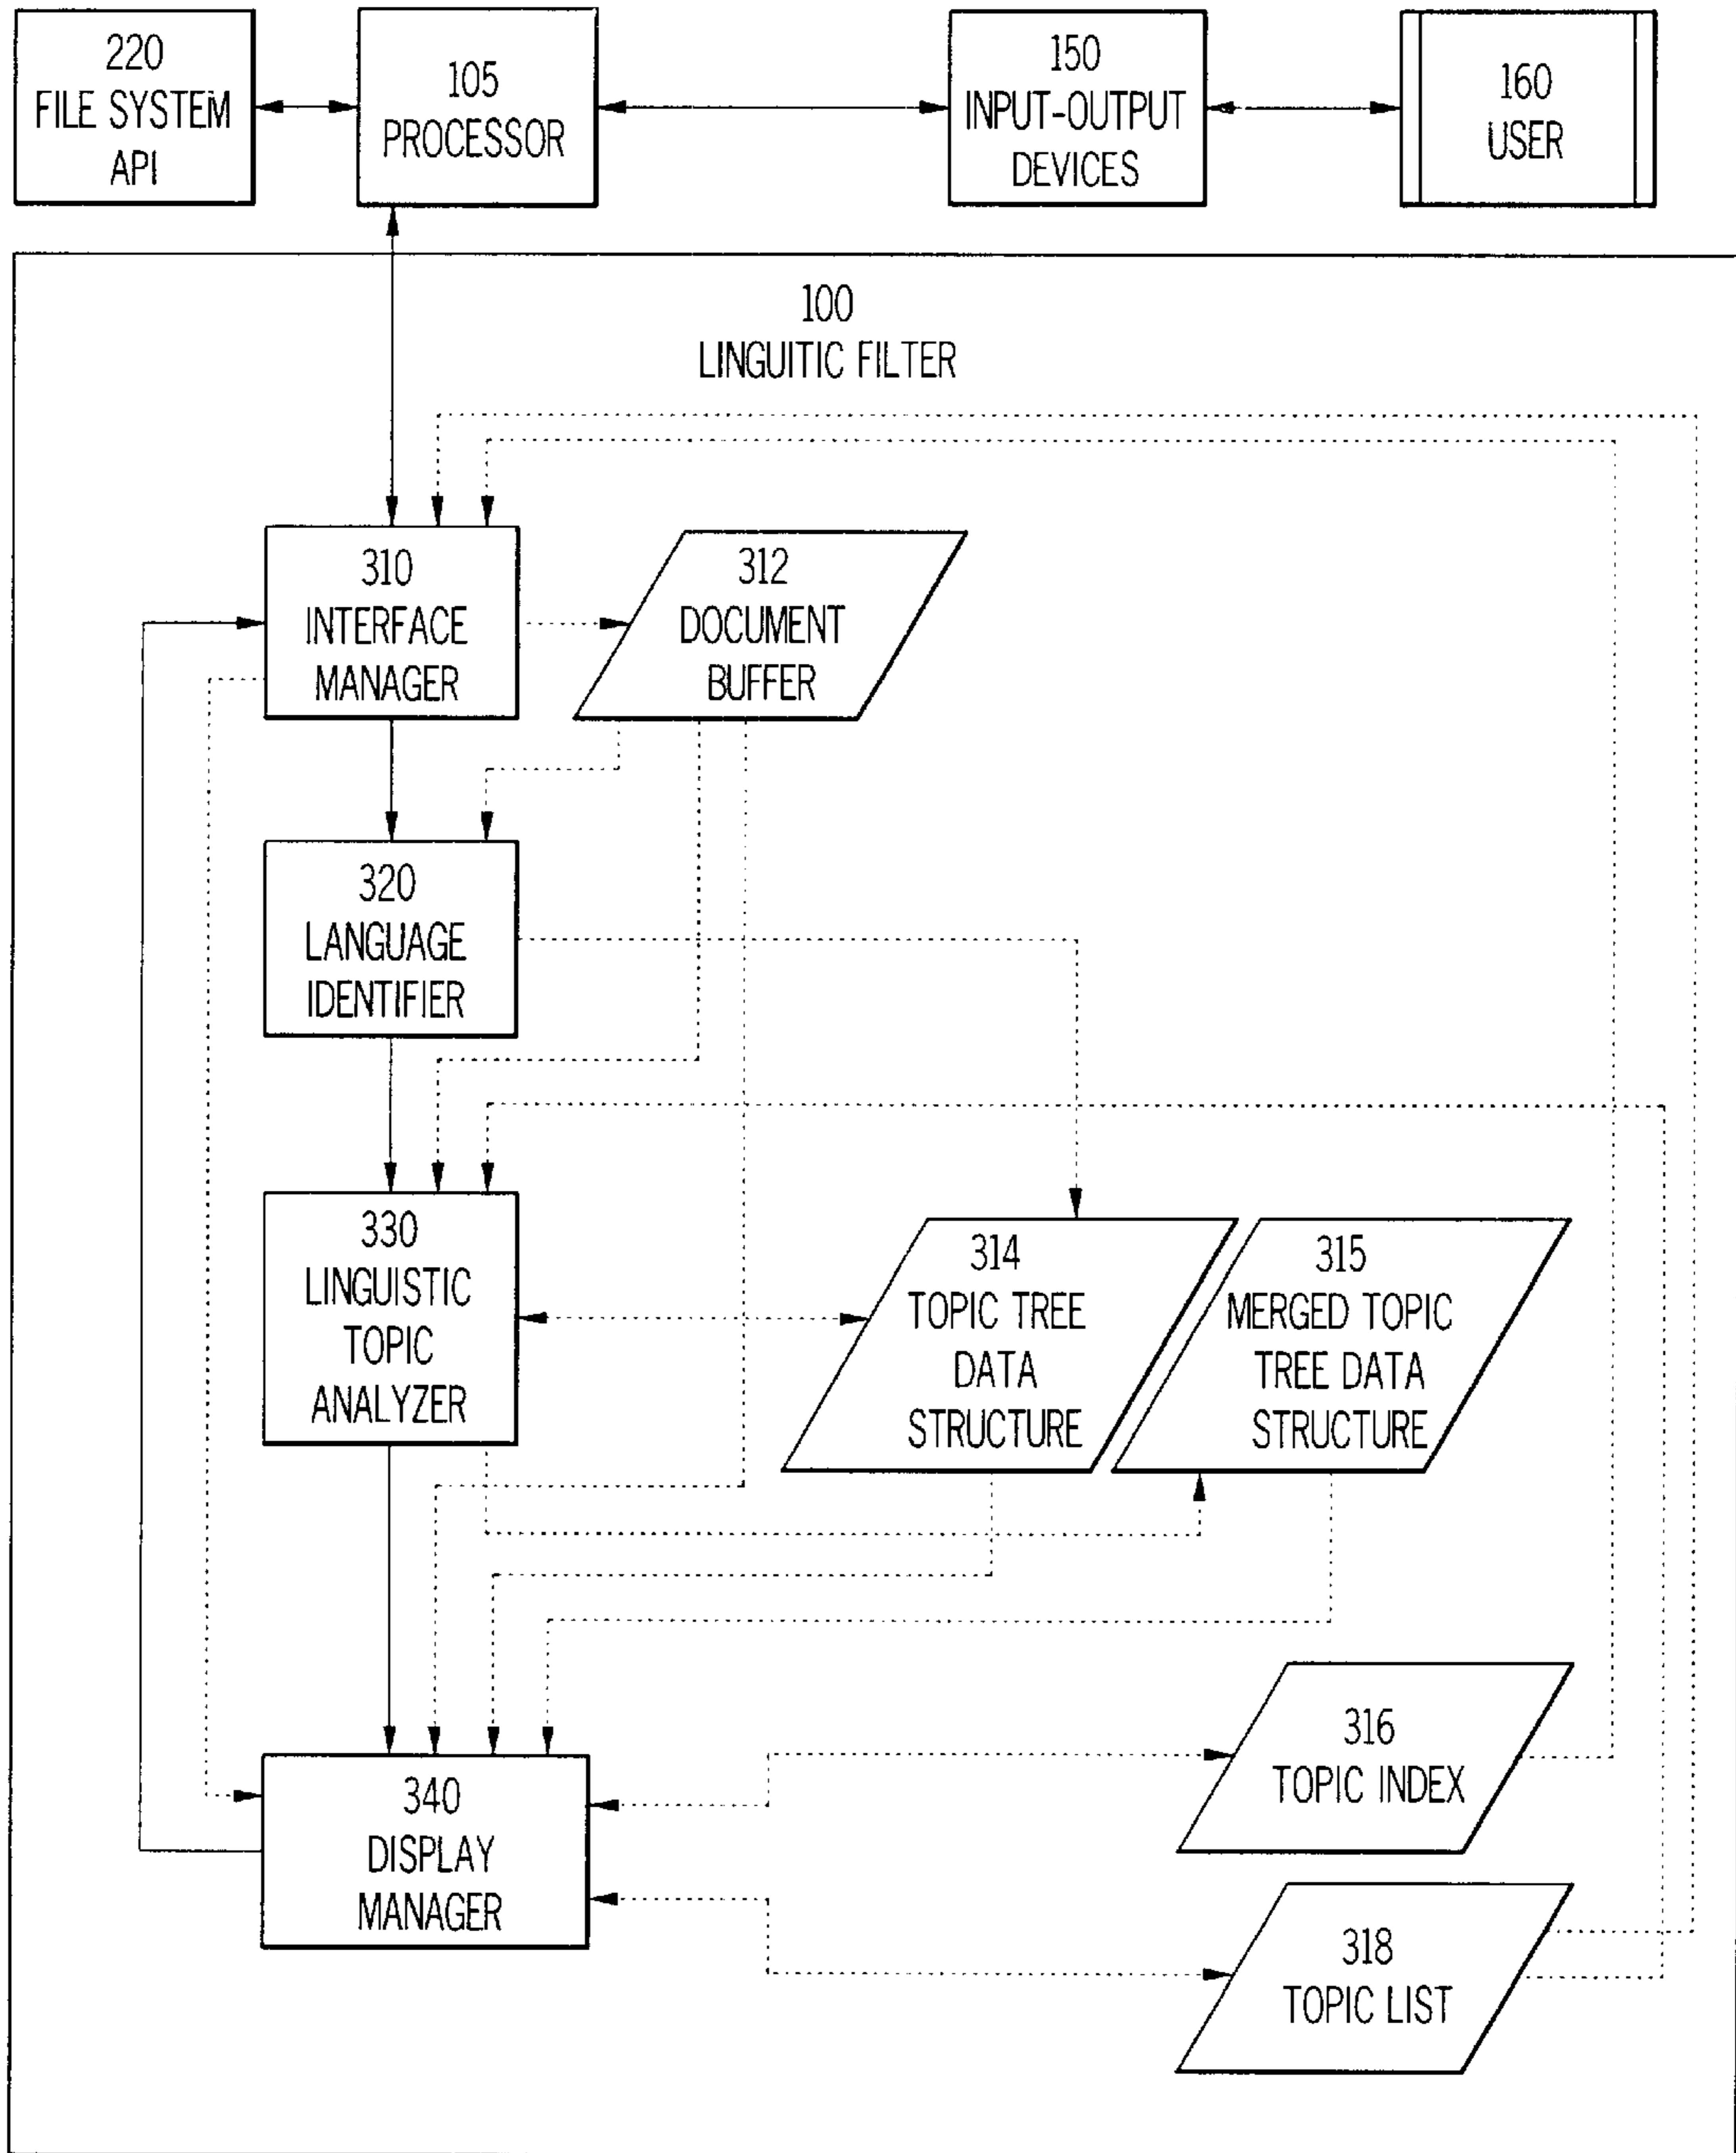 220
FILE SYSTEM
API
105
PROCESSOR
150
INPUT-OUTPUT
DEVICES
160
USER
100
LINGUITIC FILTER
310
INTERFACE
MANAGER
312
DOCUMENT
BUFFER
320
LANGUAGE
IDENTIFIER
330
LINGUISTIC
TOPIC
ANALYZER
314
TOPIC TREE
DATA
STRUCTURE
315
MERGED TOPIC
TREE DATA
STRUCTURE
316
TOPIC INDEX
340
DISPLAY
MANAGER
318
TOPIC LIST